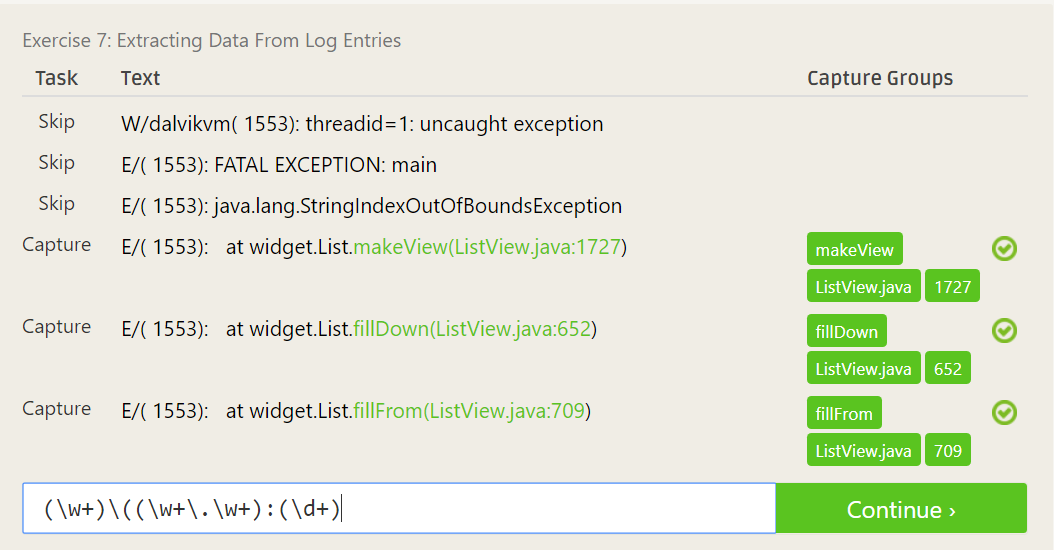 Exercise 7: Extracting Data From Log Entries
Task Text Capture Groups
Skip W/dalvikvm( 1553): threadid=1: uncaught exception
Skip E/( 1553): FATAL EXCEPTION: main
Skip E/( 1553): java.lang.StringIndexOutOfBoundsException
Capture E/( 1553):   at widget.List.makeView(ListView.java:1727) makeView
ListView.java 1727
Capture E/( 1553):   at widget.List.fillDown(ListView.java:652) fillDown
ListView.java 652
Capture E/( 1553):   at widget.List.fillFrom(ListView.java:709) fillFrom
ListView.java 709
(\w+)\((\w+\.\w+):(\d+) Continue ›